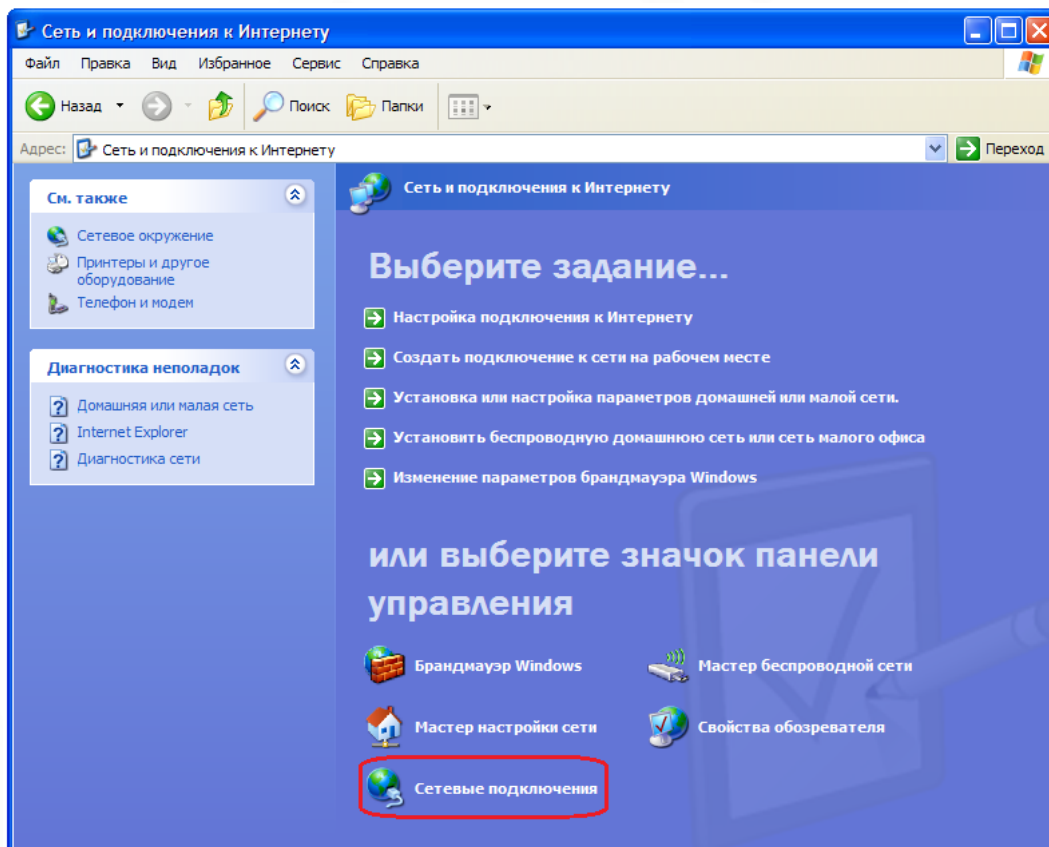 Сеть и подключения к Интернету
Файл Правка Вид Избранное Сервис Справка
Назад Поиск Папки
Адрес: Сеть и подключения к Интернету Переход
См. также
Сетевое окружение
Принтеры и другое
оборудование
Телефон и модем
Диагностика неполадок
Домашняя или малая сеть
Internet Explorer
Диагностика сети
Сеть и подключения к Интернету
Выберите задание...
Настройка подключения к Интернету
Создать подключение к сети на рабочем месте
Установка или настройка параметров домашней или малой сети.
Установить беспроводную домашнюю сеть или сеть малого офиса
Изменение параметров брандмауэра Windows
или выберите значок панели
управления
Брандмауэр Windows Мастер беспроводной сети
Мастер настройки сети Свойства обозревателя
Сетевые подключения